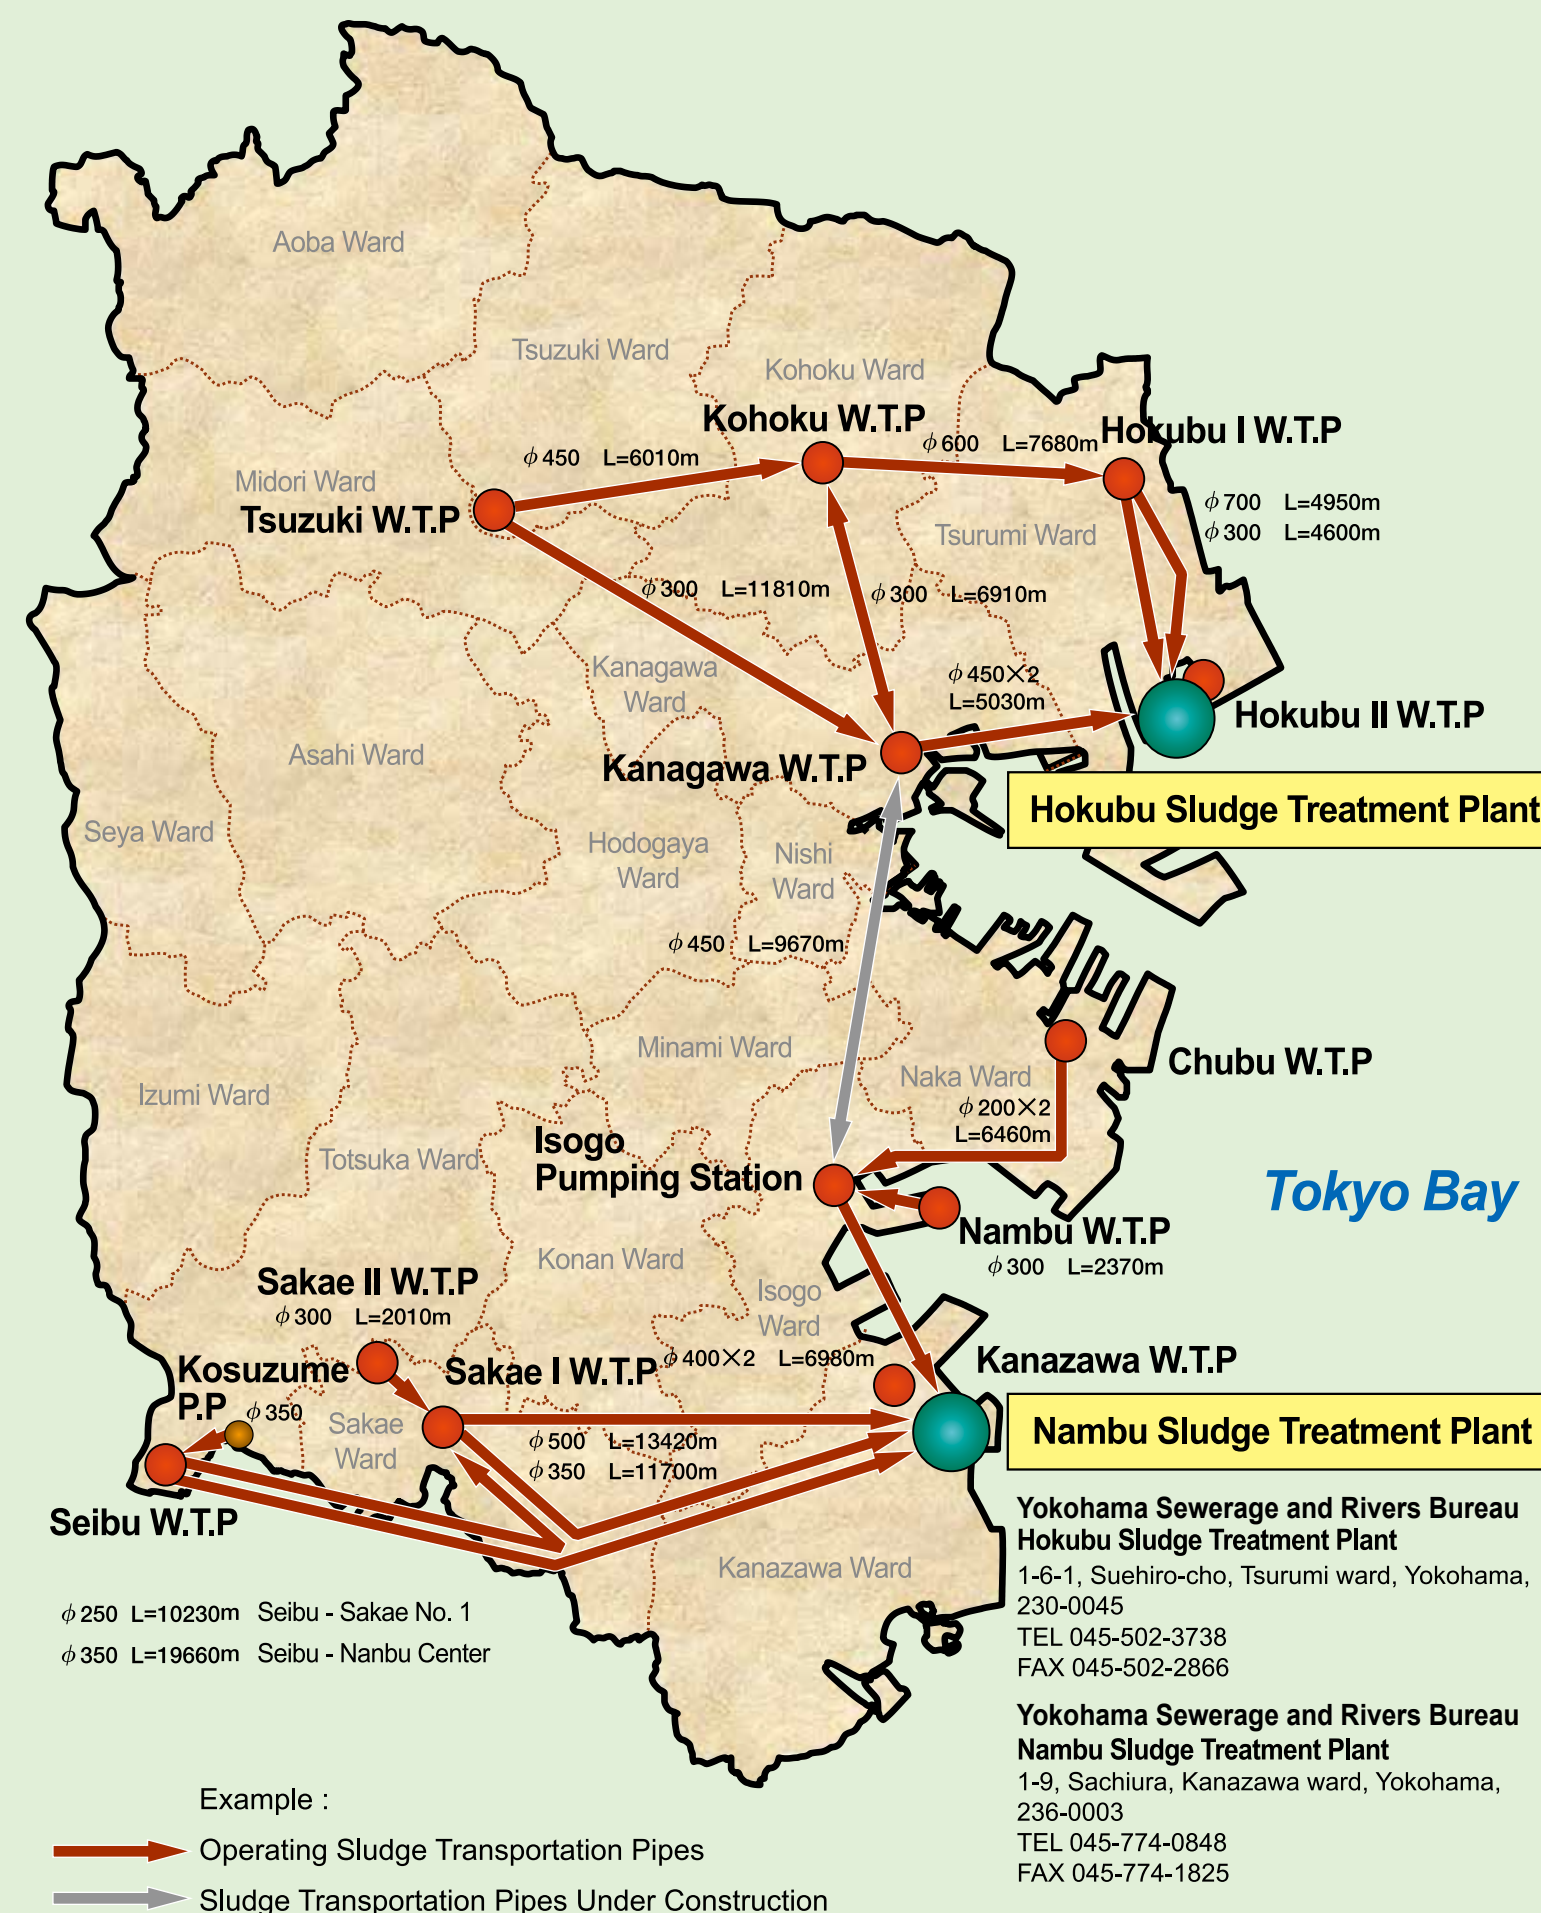 Aoba Ward
Tsuzuki Ward
Kohoku Ward
Kohoku W.T.P
φ600 L=7680m
Hokubu I W.T.P
φ450 L=6010m
Midori Ward
Tsuzuki W.T.P
φ700 L=4950m
φ300 L=4600m
Tsurumi Ward
φ300 L=11810m
φ300 L=6910m
Kanagawa
Ward
φ450×2
L=5030m
Hokubu II W.T.P
Asahi Ward
Kanagawa W.T.P
Hokubu Sludge Treatment Plant
Seya Ward
Hodogaya
Ward
Nishi
Ward
φ450 L=9670m
Minami Ward
Chubu W.T.P
Naka Ward
Izumi Ward
φ200×2
L=6460m
Totsuka Ward
Isogo
Pumping Station
Tokyo Bay
Nambu W.T.P
φ300 L=2370m
Konan Ward
Isogo
Ward
Sakae II W.T.P
φ300 L=2010m
Kosuzume
P.P
φ350
Sakae I W.T.P
φ400×2 L=6980m
Kanazawa W.T.P
Sakae
Ward
φ500 L=13420m
φ350 L=11700m
Nambu Sludge Treatment Plant
Seibu W.T.P
Kanazawa Ward
φ250 L=10230m Seibu - Sakae No. 1
φ350 L=19660m Seibu - Nanbu Center
Yokohama Sewerage and Rivers Bureau
Hokubu Sludge Treatment Plant
1-6-1, Suehiro-cho, Tsurumi ward, Yokohama,
230-0045
TEL 045-502-3738
FAX 045-502-2866
Yokohama Sewerage and Rivers Bureau
Nambu Sludge Treatment Plant
1-9, Sachiura, Kanazawa ward, Yokohama,
236-0003
TEL 045-774-0848
FAX 045-774-1825
Example :
Operating Sludge Transportation Pipes
Sludge Transportation Pipes Under Construction